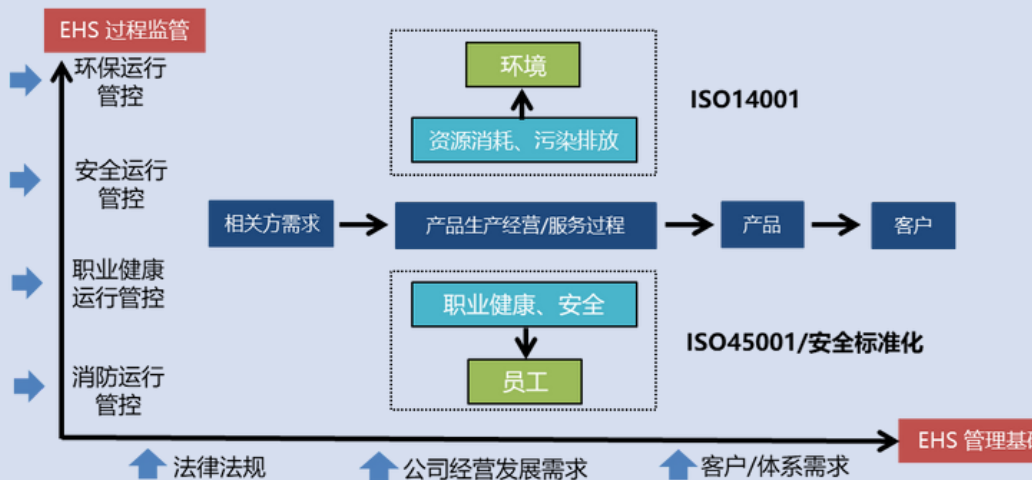 EHS 过程监管
环保运行
管控
安全运行
管控
职业健康
运行管控
消防运行
管控
环境
资源消耗、污染排放
ISO14001
相关方需求
产品生产经营/服务过程
产品
客户
职业健康、安全
员工
ISO45001/安全标准化
EHS 管理基础
法律法规
公司经营发展需求
客户/体系需求